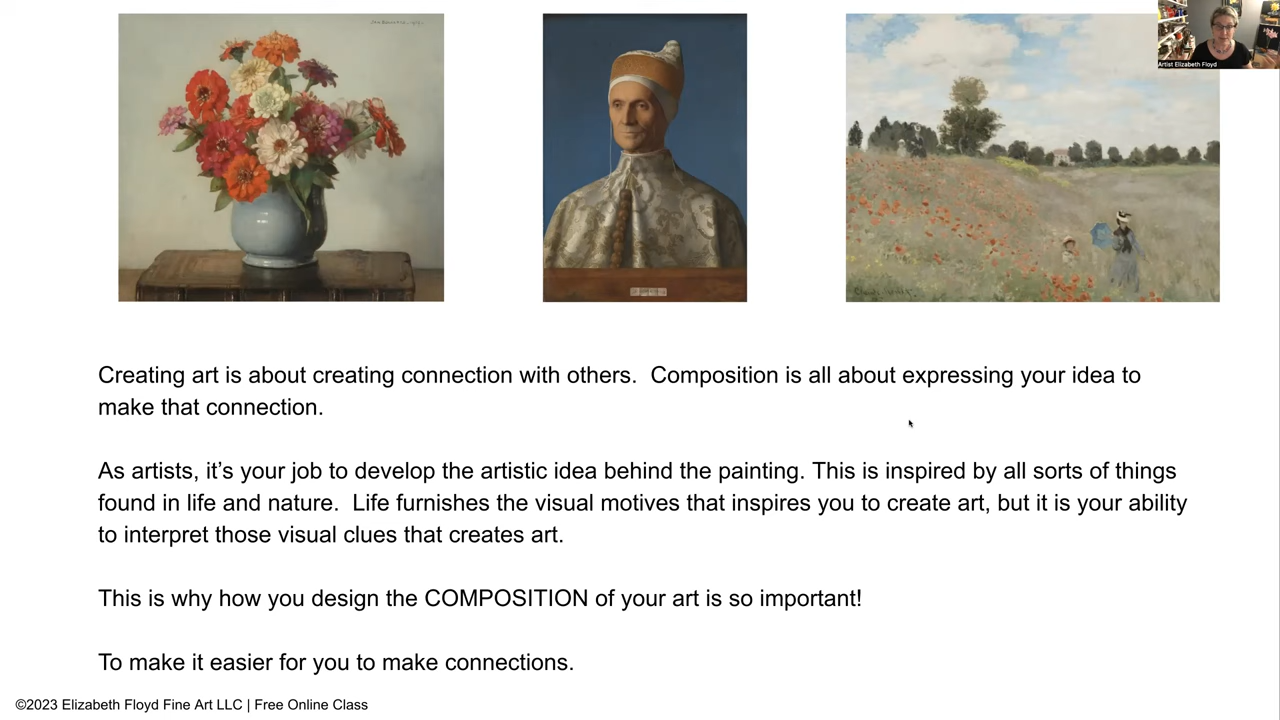 Artist Elizabeth Floyd
Creating art is about creating connection with others.  Composition is all about expressing your idea to
make that connection.
As artists, it’s your job to develop the artistic idea behind the painting. This is inspired by all sorts of things
found in life and nature.  Life furnishes the visual motives that inspires you to create art, but it is your ability
to interpret those visual clues that creates art.
This is why how you design the COMPOSITION of your art is so important!
To make it easier for you to make connections.
©2023 Elizabeth Floyd Fine Art LLC | Free Online Class